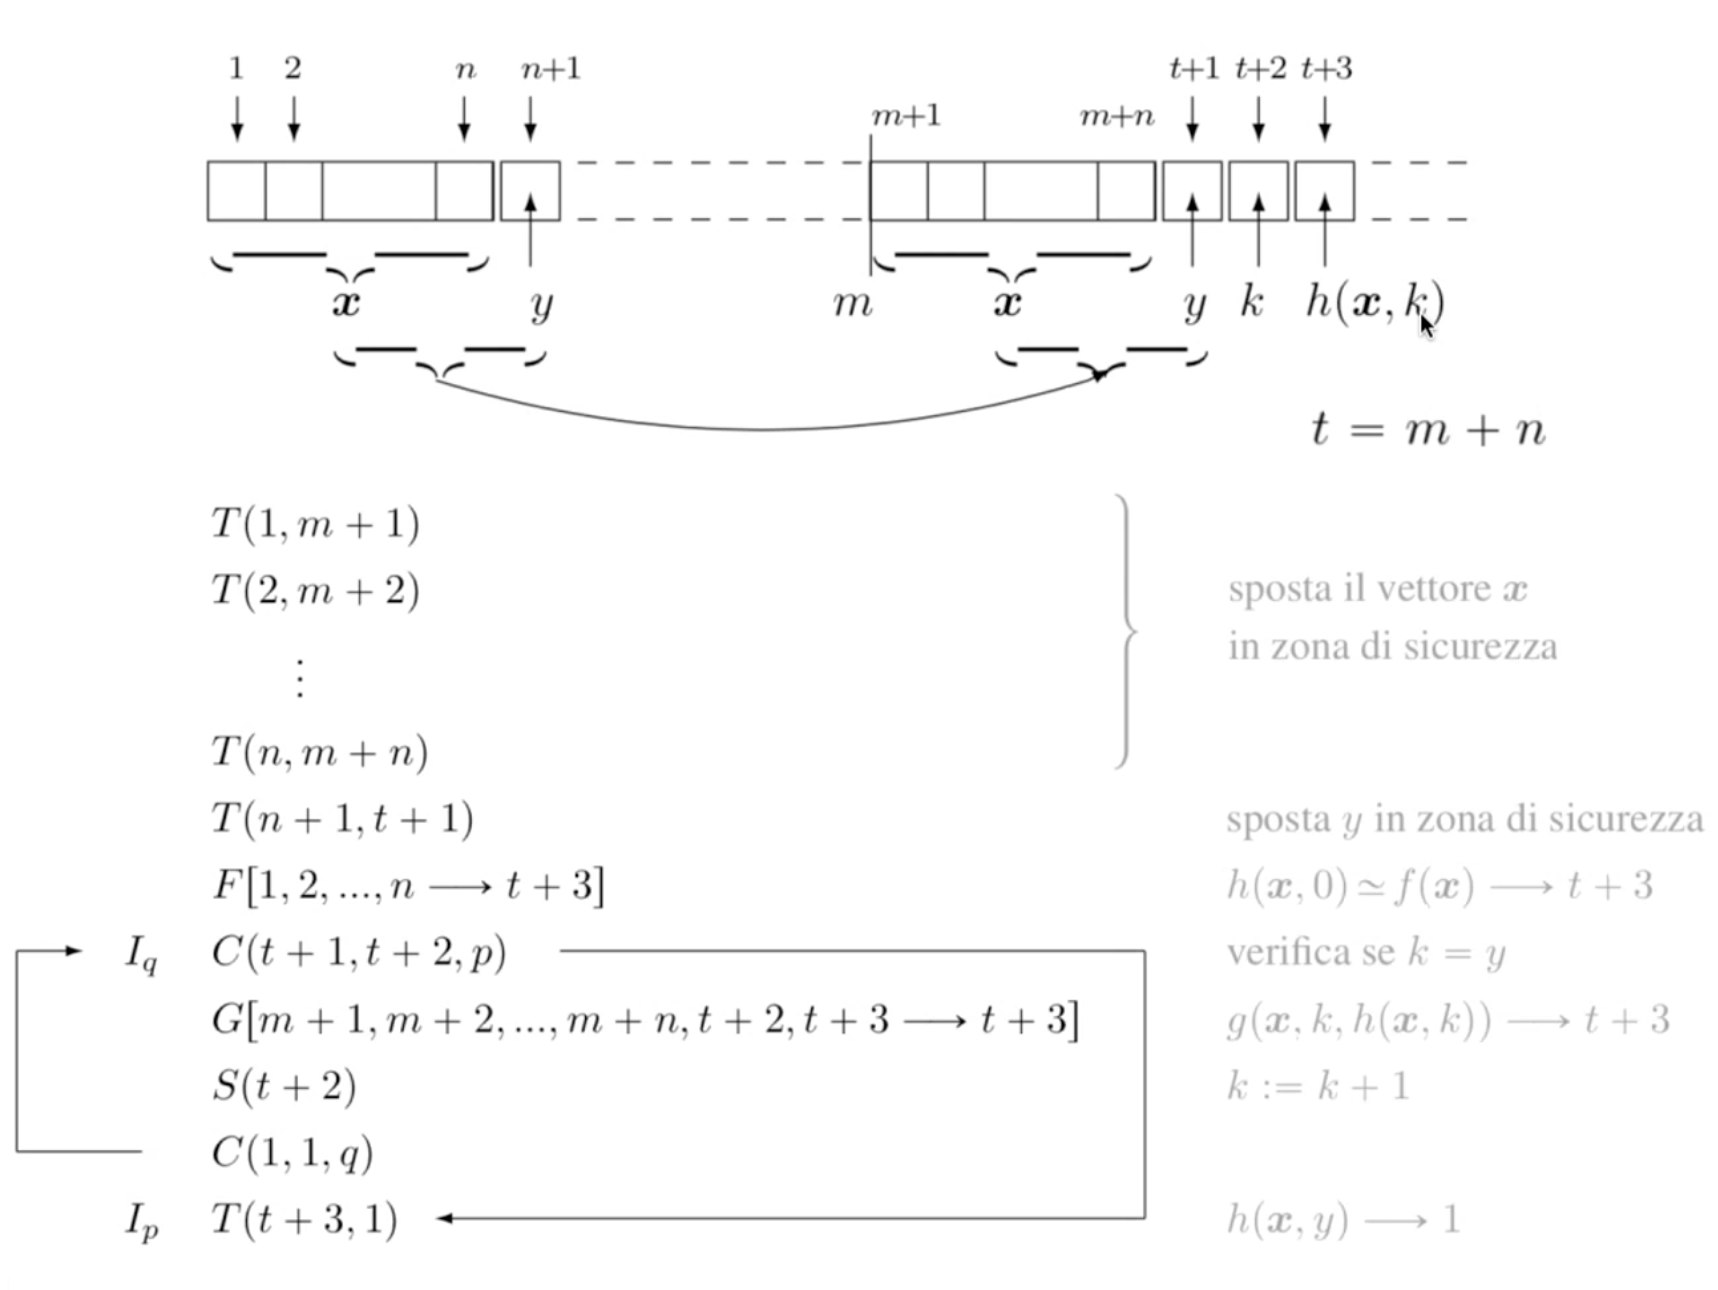 1 2 n n+1 t+1 t+2 t+3
m+1 m+n
x y m x y k h(x, k)
t = m + n
T(1, m + 1)
T(2, m + 2) sposta il vettore x
in zona di sicurezza
⋮
T(n, m + n)
T(n + 1, t + 1) sposta y in zona di sicurezza
F[1, 2, ..., n ⟶ t + 3] h(x, 0) ≃ f(x) ⟶ t + 3
I_q C(t + 1, t + 2, p) verifica se k = y
G[m + 1, m + 2, ..., m + n, t + 2, t + 3 ⟶ t + 3] g(x, k, h(x, k)) ⟶ t + 3
S(t + 2) k := k + 1
C(1, 1, q)
I_p T(t + 3, 1) h(x, y) ⟶ 1